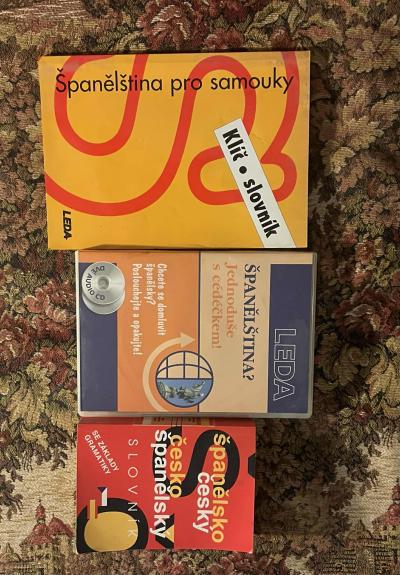 Španělština pro samouky
Klíč • slovník
LEDA
DVĚ AUDIO CD
Chcete se domluvit
španělsky?
Poslouchejte a opakujte!
ŠPANĚLŠTINA?
Jednoduše
s cédéčkem!
LEDA
španělsko
český
česko
španělský
SLOVNÍK
SE ZÁKLADY
GRAMATIKY